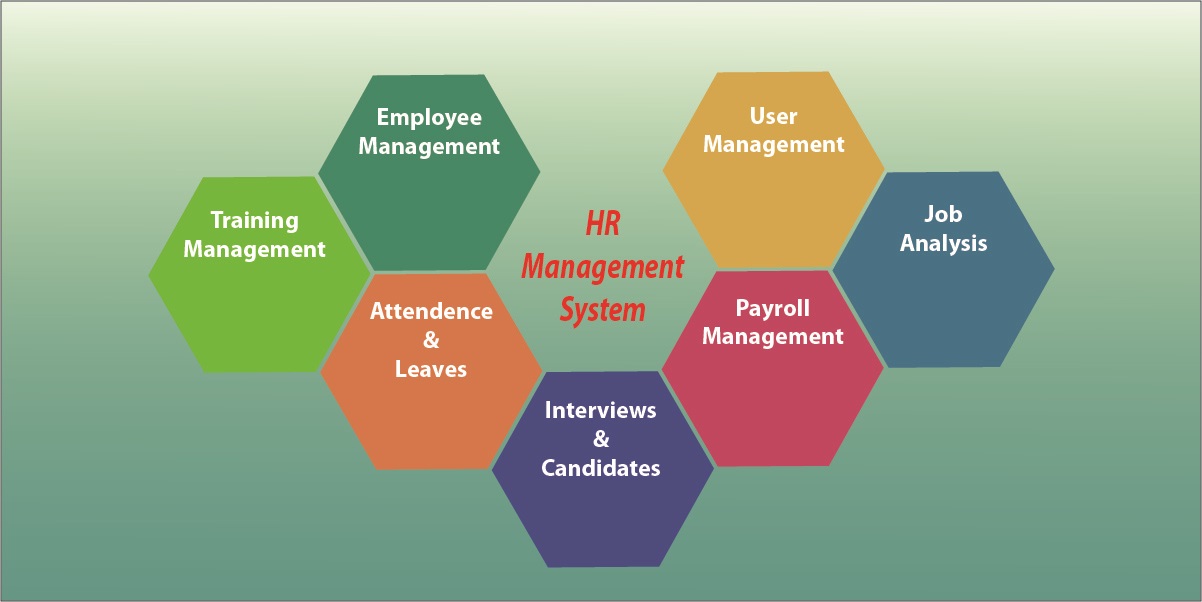 Employee
Management
User
Management
Training
Management
HR
Management
System
Job
Analysis
Attendence
&
Leaves
Payroll
Management
Interviews
&
Candidates